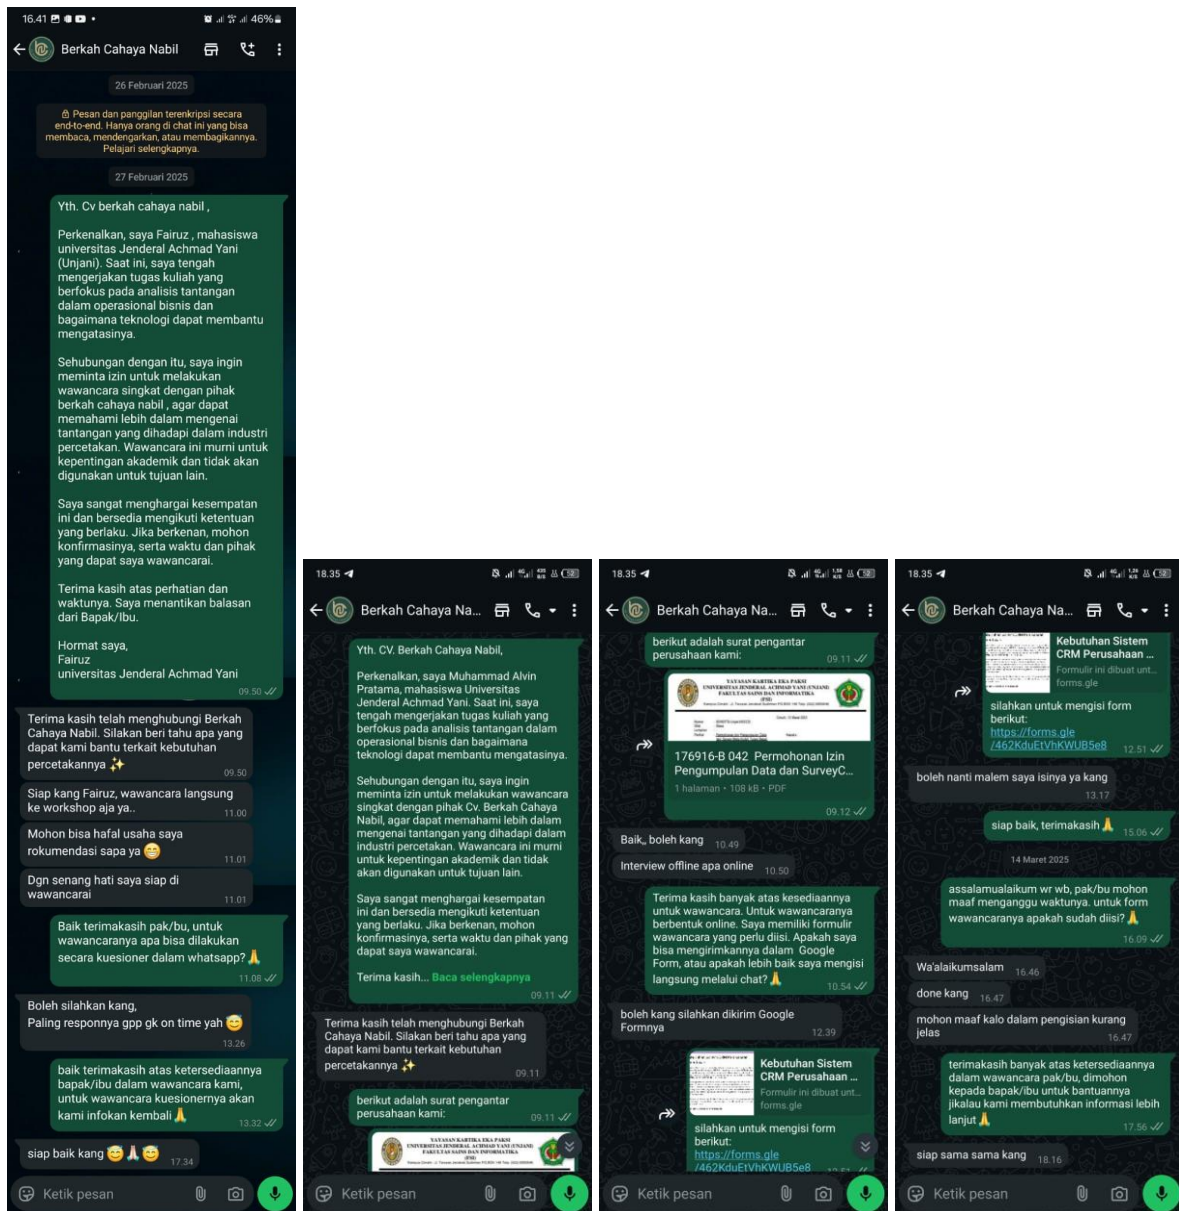 16.41
46%
Berkah Cahaya Nabil
26 Februari 2025
Pesan dan panggilan terenkripsi secara
end-to-end. Hanya orang di chat ini yang bisa
membaca, mendengarkan, atau membagikannya.
Pelajari selengkapnya.
27 Februari 2025
Yth. Cv berkah cahaya nabil ,
Perkenalkan, saya Fairuz , mahasiswa
universitas Jenderal Achmad Yani
(Unjani). Saat ini, saya tengah
mengerjakan tugas kuliah yang
berfokus pada analisis tantangan
dalam operasional bisnis dan
bagaimana teknologi dapat membantu
mengatasinya.
Sehubungan dengan itu, saya ingin
meminta izin untuk melakukan
wawancara singkat dengan pihak
berkah cahaya nabil , agar dapat
memahami lebih dalam mengenai
tantangan yang dihadapi dalam industri
percetakan. Wawancara ini murni untuk
kepentingan akademik dan tidak akan
digunakan untuk tujuan lain.
Saya sangat menghargai kesempatan
ini dan bersedia mengikuti ketentuan
yang berlaku. Jika berkenan, mohon
konfirmasinya, serta waktu dan pihak
yang dapat saya wawancarai.
Terima kasih atas perhatian dan
waktunya. Saya menantikan balasan
dari Bapak/Ibu.
Hormat saya,
Fairuz
universitas Jenderal Achmad Yani
09.50
Terima kasih telah menghubungi Berkah
Cahaya Nabil. Silakan beri tahu apa yang
dapat kami bantu terkait kebutuhan
percetakannya ✨
09.50
Siap kang Fairuz, wawancara langsung
ke workshop aja ya..
11.00
Mohon bisa hafal usaha saya
rokumendasi sapa ya 😁
11.01
Dgn senang hati saya siap di
wawancarai
11.01
Baik terimakasih pak/bu, untuk
wawancaranya apa bisa dilakukan
secara kuesioner dalam whatsapp? 🙏
11.08
Boleh silahkan kang,
Paling responnya gpp gk on time yah 😇
13.26
baik terimakasih atas ketersediaannya
bapak/ibu dalam wawancara kami,
untuk wawancara kuesionernya akan
kami infokan kembali 🙏
13.32
siap baik kang 😇🙏😇
17.34
Ketik pesan
18.35
Berkah Cahaya Na...
Yth. CV. Berkah Cahaya Nabil,
Perkenalkan, saya Muhammad Alvin
Pratama, mahasiswa Universitas
Jenderal Achmad Yani. Saat ini, saya
tengah mengerjakan tugas kuliah yang
berfokus pada analisis tantangan dalam
operasional bisnis dan bagaimana
teknologi dapat membantu mengatasinya.
Sehubungan dengan itu, saya ingin
meminta izin untuk melakukan wawancara
singkat dengan pihak Cv. Berkah Cahaya
Nabil, agar dapat memahami lebih dalam
mengenai tantangan yang dihadapi dalam
industri percetakan. Wawancara ini murni
untuk kepentingan akademik dan tidak
akan digunakan untuk tujuan lain.
Saya sangat menghargai kesempatan
ini dan bersedia mengikuti ketentuan
yang berlaku. Jika berkenan, mohon
konfirmasinya, serta waktu dan pihak yang
dapat saya wawancarai.
Terima kasih... Baca selengkapnya
09.11
Terima kasih telah menghubungi Berkah
Cahaya Nabil. Silakan beri tahu apa yang
dapat kami bantu terkait kebutuhan
percetakannya ✨
09.11
berikut adalah surat pengantar
perusahaan kami:
09.11
YAYASAN KARTIKA EKA PAKSI
UNIVERSITAS JENDERAL ACHMAD YANI (UNJANI)
FAKULTAS SAINS DAN INFORMATIKA
(FSI)
Ketik pesan
18.35
Berkah Cahaya Na...
berikut adalah surat pengantar
perusahaan kami:
09.11
YAYASAN KARTIKA EKA PAKSI
UNIVERSITAS JENDERAL ACHMAD YANI (UNJANI)
FAKULTAS SAINS DAN INFORMATIKA
(FSI)
176916-B 042 Permohonan Izin
Pengumpulan Data dan SurveyC...
1 halaman • 108 kB • PDF
09.12
Baik,, boleh kang
10.49
Interview offline apa online
10.50
Terima kasih banyak atas kesediaannya
untuk wawancara. Untuk wawancaranya
berbentuk online. Saya memiliki formulir
wawancara yang perlu diisi. Apakah saya
bisa mengirimkannya dalam Google
Form, atau apakah lebih baik saya mengisi
langsung melalui chat? 🙏
10.54
boleh kang silahkan dikirim Google
Formnya
12.39
Kebutuhan Sistem
CRM Perusahaan ...
Formulir ini dibuat unt...
forms.gle
silahkan untuk mengisi form
berikut:
https://forms.gle
/462KduEtVhKWUB5e8
12.51
Ketik pesan
18.35
Berkah Cahaya Na...
Kebutuhan Sistem
CRM Perusahaan ...
Formulir ini dibuat unt...
forms.gle
silahkan untuk mengisi form
berikut:
https://forms.gle
/462KduEtVhKWUB5e8
12.51
boleh nanti malem saya isinya ya kang
13.17
siap baik, terimakasih 🙏
15.06
14 Maret 2025
assalamualaikum wr wb, pak/bu mohon
maaf menganggu waktunya. untuk form
wawancaranya apakah sudah diisi? 🙏
16.09
Wa'alaikumsalam
16.46
done kang
16.47
mohon maaf kalo dalam pengisian kurang
jelas
16.47
terimakasih banyak atas ketersediaannya
dalam wawancara pak/bu, dimohon
kepada bapak/ibu untuk bantuannya
jikalau kami membutuhkan informasi lebih
lanjut 🙏
17.56
siap sama sama kang
18.16
Ketik pesan